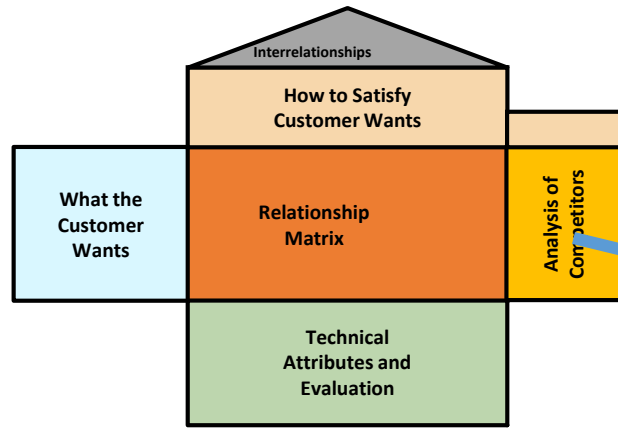 Interrelationships
How to Satisfy
Customer Wants
What the
Customer
Wants
Relationship
Matrix
Analysis of
Competitors
Technical
Attributes and
Evaluation